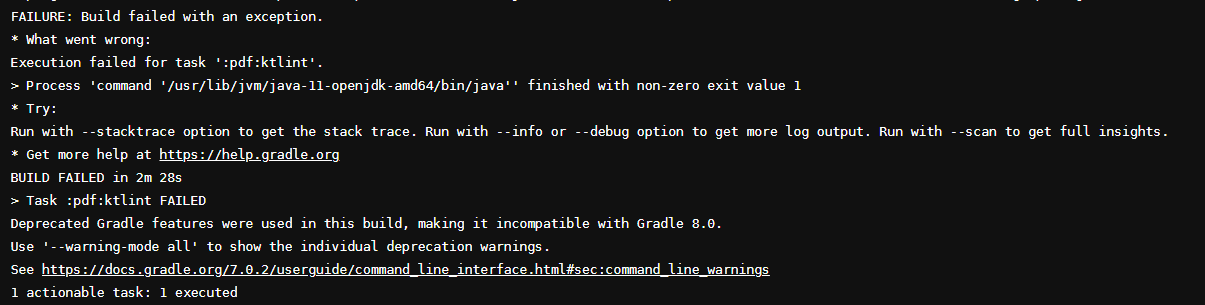 FAILURE: Build failed with an exception.
* What went wrong:
Execution failed for task ':pdf:ktlint'.
> Process 'command '/usr/lib/jvm/java-11-openjdk-amd64/bin/java'' finished with non-zero exit value 1
* Try:
Run with --stacktrace option to get the stack trace. Run with --info or --debug option to get more log output. Run with --scan to get full insights.
* Get more help at https://help.gradle.org
BUILD FAILED in 2m 28s
> Task :pdf:ktlint FAILED
Deprecated Gradle features were used in this build, making it incompatible with Gradle 8.0.
Use '--warning-mode all' to show the individual deprecation warnings.
See https://docs.gradle.org/7.0.2/userguide/command_line_interface.html#sec:command_line_warnings
1 actionable task: 1 executed